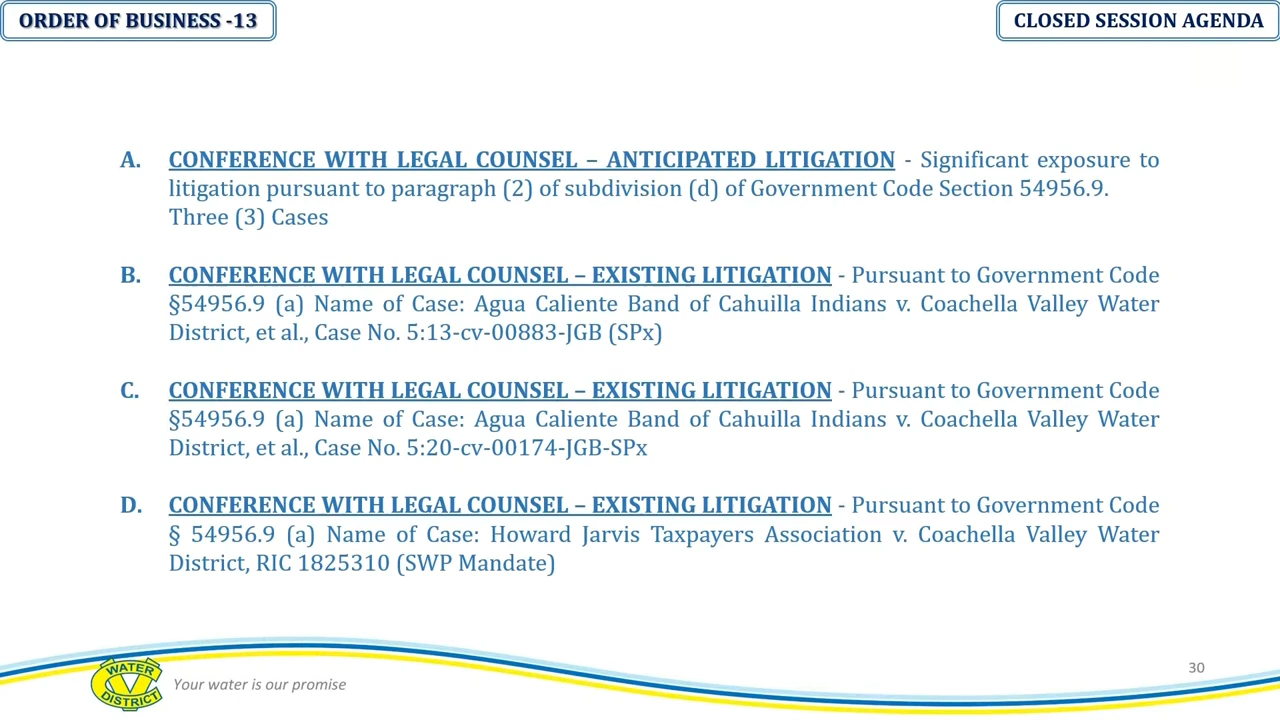 ORDER OF BUSINESS -13
CLOSED SESSION AGENDA
A. CONFERENCE WITH LEGAL COUNSEL – ANTICIPATED LITIGATION - Significant exposure to
litigation pursuant to paragraph (2) of subdivision (d) of Government Code Section 54956.9.
Three (3) Cases
B. CONFERENCE WITH LEGAL COUNSEL – EXISTING LITIGATION - Pursuant to Government Code
§54956.9 (a) Name of Case: Agua Caliente Band of Cahuilla Indians v. Coachella Valley Water
District, et al., Case No. 5:13-cv-00883-JGB (SPx)
C. CONFERENCE WITH LEGAL COUNSEL – EXISTING LITIGATION - Pursuant to Government Code
§54956.9 (a) Name of Case: Agua Caliente Band of Cahuilla Indians v. Coachella Valley Water
District, et al., Case No. 5:20-cv-00174-JGB-SPx
D. CONFERENCE WITH LEGAL COUNSEL – EXISTING LITIGATION - Pursuant to Government Code
§ 54956.9 (a) Name of Case: Howard Jarvis Taxpayers Association v. Coachella Valley Water
District, RIC 1825310 (SWP Mandate)
WATER
CV
DISTRICT
Your water is our promise
30